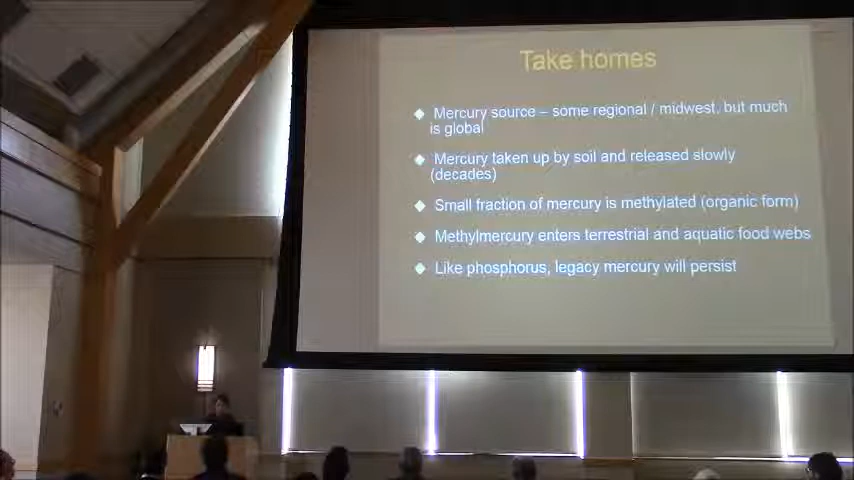 Take homes
Mercury source – some regional / midwest, but much
is global
Mercury taken up by soil and released slowly
(decades)
Small fraction of mercury is methylated (organic form)
Methylmercury enters terrestrial and aquatic food webs
Like phosphorus, legacy mercury will persist